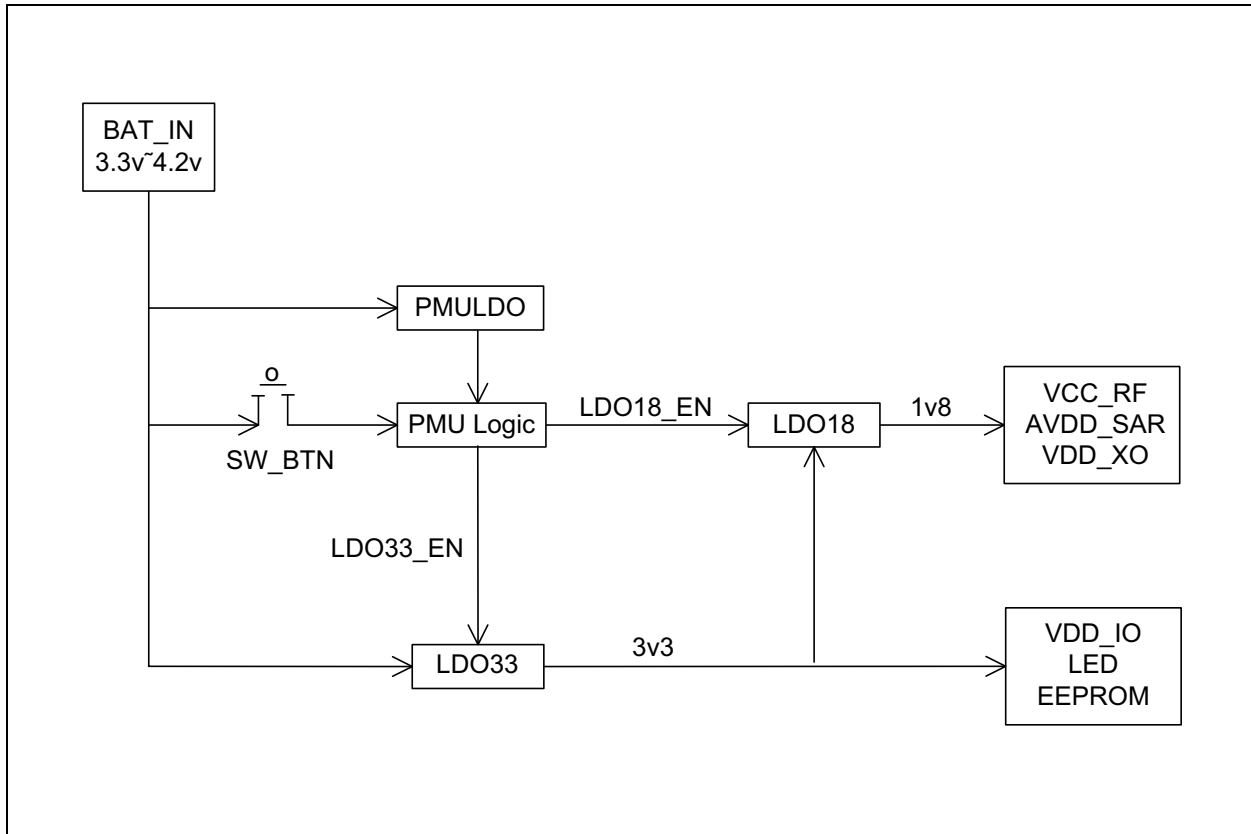 BAT_IN
3.3v~4.2v
PMULDO
o
SW_BTN
PMU Logic
LDO18_EN
LDO18
1v8
VCC_RF
AVDD_SAR
VDD_XO
LDO33_EN
LDO33
3v3
VDD_IO
LED
EEPROM